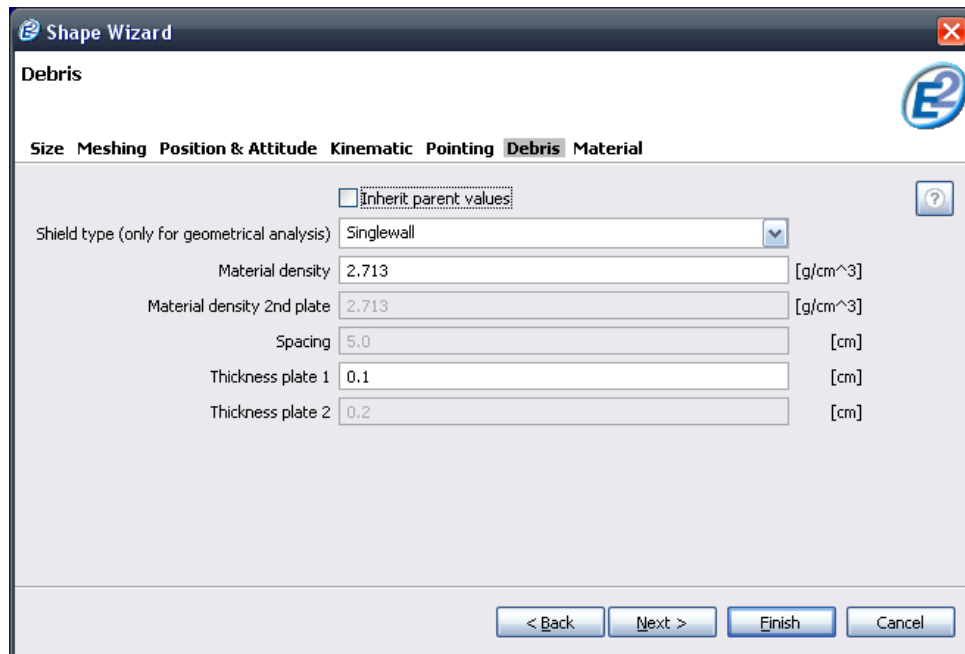 Shape Wizard
Debris
E2
Size Meshing Position & Attitude Kinematic Pointing Debris Material
Inherit parent values
?
Shield type (only for geometrical analysis) Singlewall
Material density 2.713 [g/cm^3]
Material density 2nd plate 2.713 [g/cm^3]
Spacing 5.0 [cm]
Thickness plate 1 0.1 [cm]
Thickness plate 2 0.2 [cm]
< Back Next > Finish Cancel